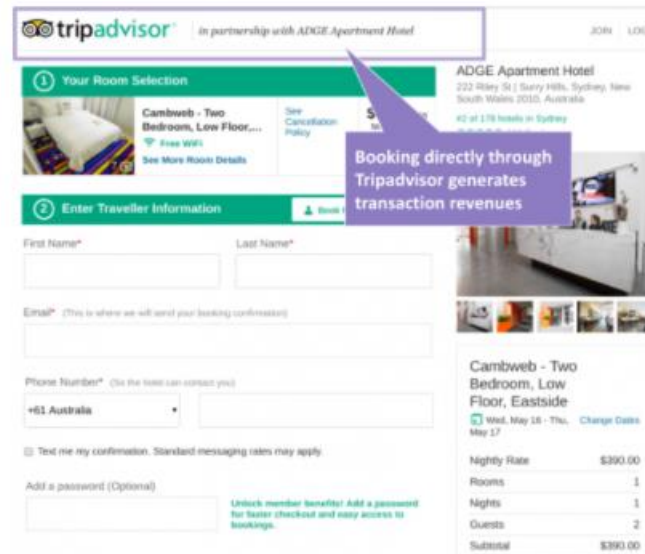 tripadvisor in partnership with ADGE Apartment Hotel
JOIN LOG
1 Your Room Selection
Cambweb - Two
Bedroom, Low Floor,...
Free WiFi
See More Room Details
See
Cancellation
Policy
ADGE Apartment Hotel
222 Riley St | Surry Hills, Sydney, New
South Wales 2010, Australia
#2 of 178 hotels in Sydney
Booking directly through
Tripadvisor generates
transaction revenues
2 Enter Traveller Information
Book
First Name*
Last Name*
Email* (This is where we will send your booking confirmation)
Phone Number* (So the hotel can contact you)
+61 Australia
Text me my confirmation. Standard messaging rates may apply.
Add a password (Optional)
Unlock member benefits! Add a password
for faster checkout and easy access to
bookings.
Cambweb - Two
Bedroom, Low
Floor, Eastside
Wed, May 16 - Thu, Change Dates
May 17
Nightly Rate $390.00
Rooms 1
Nights 1
Guests 2
Subtotal $390.00